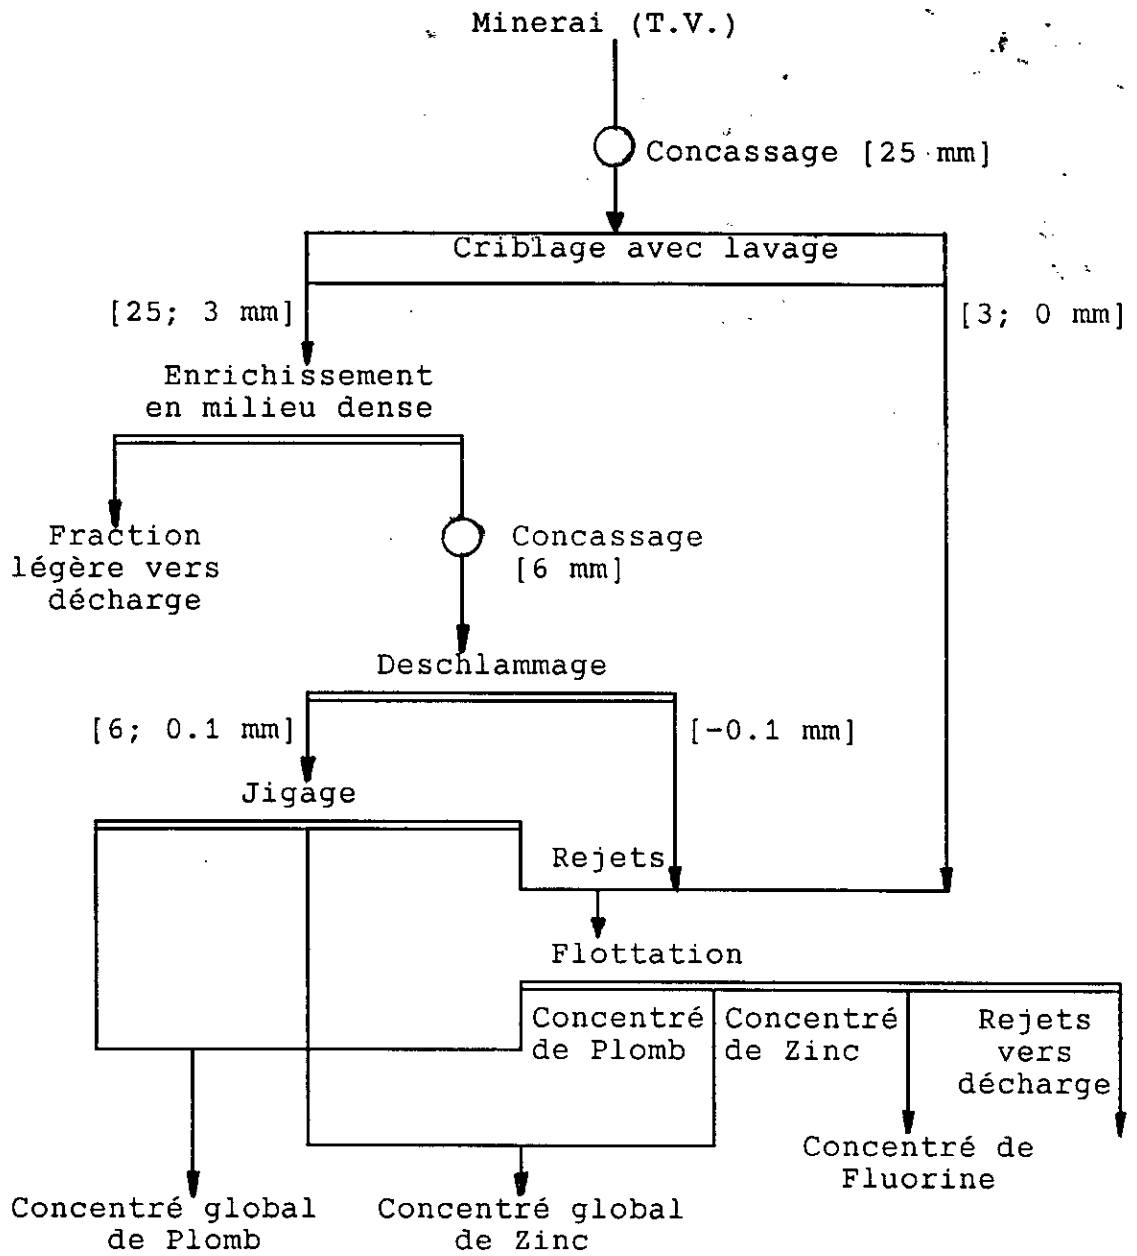 Minerai (T.V.)
Concassage [25 mm]
Criblage avec lavage
[25; 3 mm]
[3; 0 mm]
Enrichissement
en milieu dense
Fraction
légère vers
décharge
Concassage
[6 mm]
Deschlammage
[6; 0.1 mm]
[-0.1 mm]
Jigage
Rejets
Flottation
Concentré
de Plomb
Concentré
de Zinc
Rejets
vers
décharge
Concentré de
Fluorine
Concentré global
de Plomb
Concentré global
de Zinc